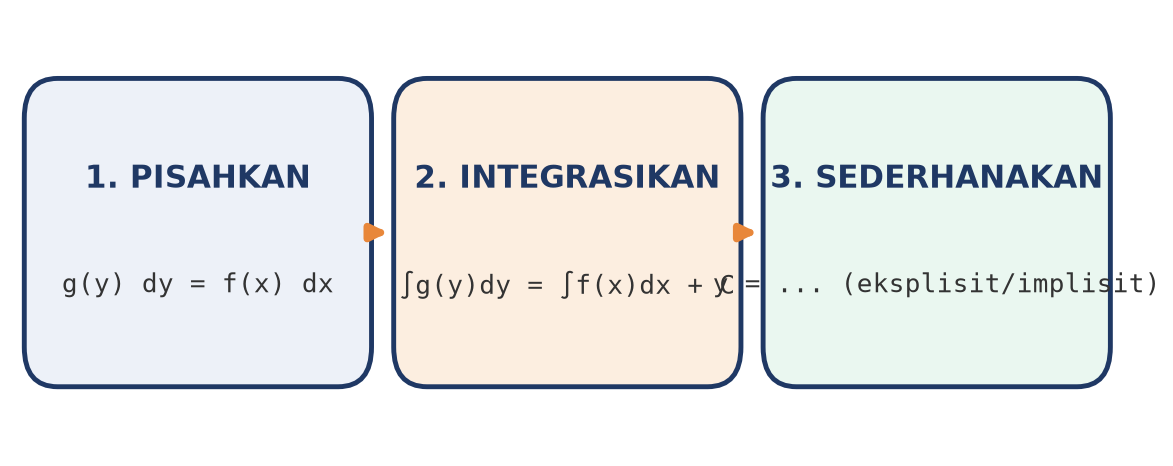 1. PISAHKAN
g(y) dy = f(x) dx
2. INTEGRASIKAN
∫g(y)dy = ∫f(x)dx + C
3. SEDERHANAKAN
y = ... (eksplisit/implisit)